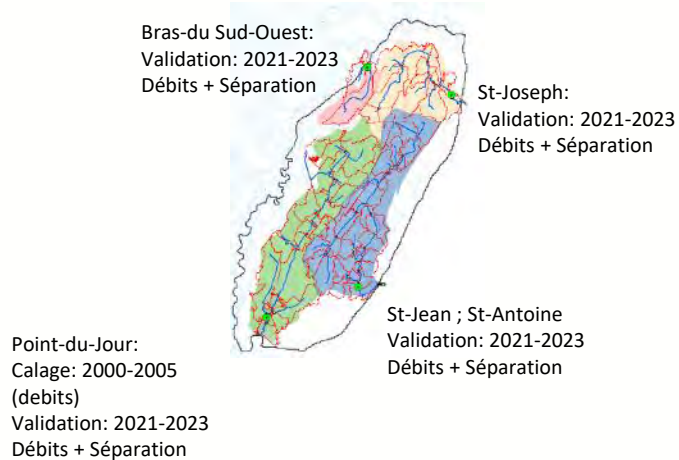 Bras-du Sud-Ouest:
Validation: 2021-2023
Débits + Séparation
St-Joseph:
Validation: 2021-2023
Débits + Séparation
St-Jean ; St-Antoine
Validation: 2021-2023
Débits + Séparation
Point-du-Jour:
Calage: 2000-2005
(debits)
Validation: 2021-2023
Débits + Séparation